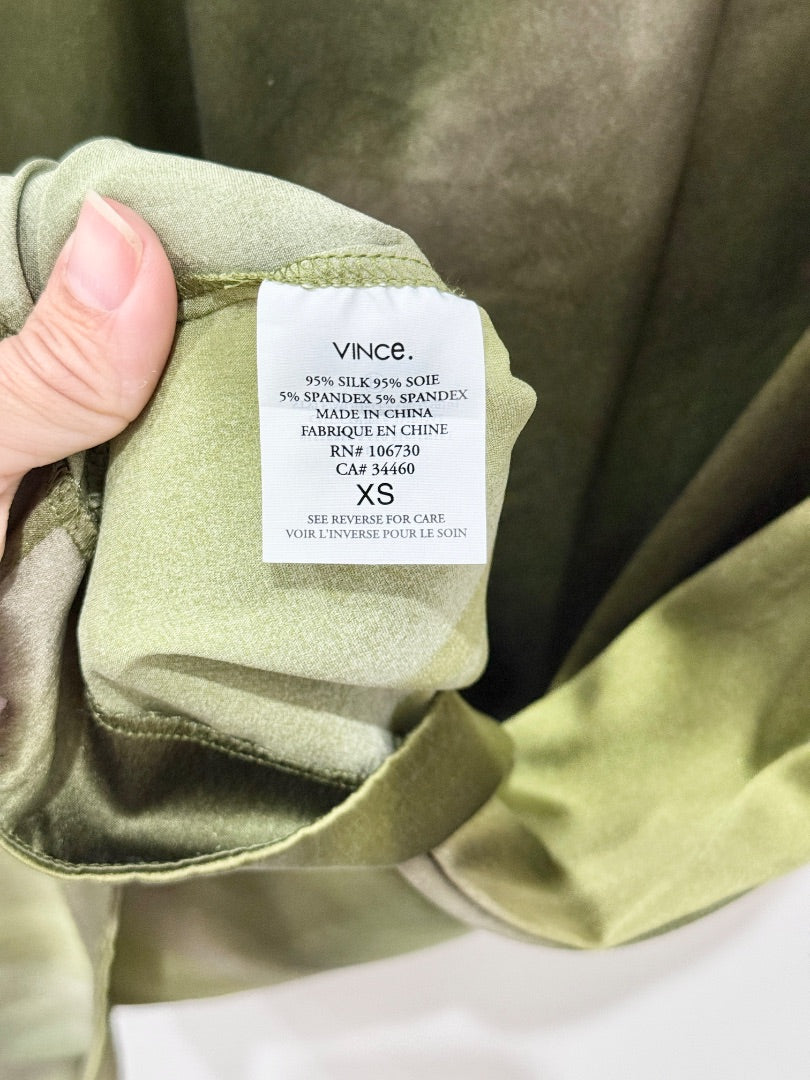 VINCe.
95% SILK 95% SOIE
5% SPANDEX 5% SPANDEX
MADE IN CHINA
FABRIQUE EN CHINE
RN# 106730
CA# 34460
XS
SEE REVERSE FOR CARE
VOIR L'INVERSE POUR LE SOIN